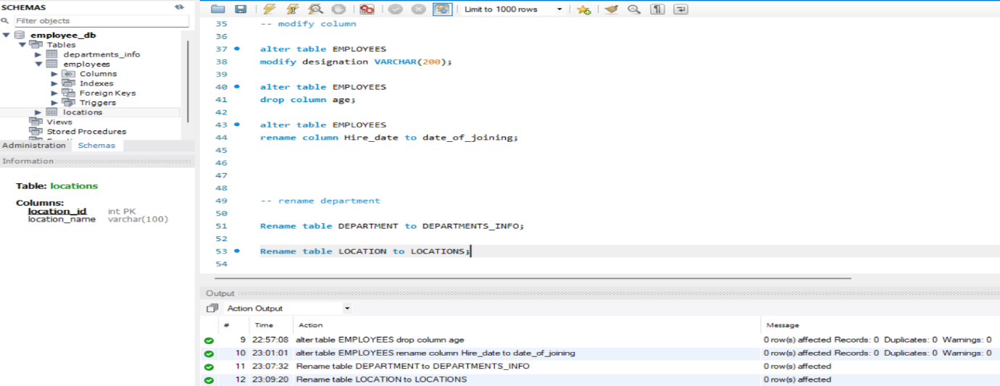 SCHEMAS
Filter objects
employee_db
Tables
departments_info
employees
Columns
Indexes
Foreign Keys
Triggers
locations
Views
Stored Procedures
Administration Schemas
Information
Table: locations
Columns:
location_id int PK
location_name varchar(100)
Limit to 1000 rows
35 -- modify column
36
37 alter table EMPLOYEES
38 modify designation VARCHAR(200);
39
40 alter table EMPLOYEES
41 drop column age;
42
43 alter table EMPLOYEES
44 rename column Hire_date to date_of_joining;
45
46
47
48
49 -- rename department
50
51 Rename table DEPARTMENT to DEPARTMENTS_INFO;
52
53 Rename table LOCATION to LOCATIONS;
54
Output
Action Output
# Time Action Message
9 22:57:08 alter table EMPLOYEES drop column age 0 row(s) affected Records: 0 Duplicates: 0 Warnings: 0
10 23:01:01 alter table EMPLOYEES rename column Hire_date to date_of_joining 0 row(s) affected Records: 0 Duplicates: 0 Warnings: 0
11 23:07:32 Rename table DEPARTMENT to DEPARTMENTS_INFO 0 row(s) affected
12 23:09:20 Rename table LOCATION to LOCATIONS 0 row(s) affected